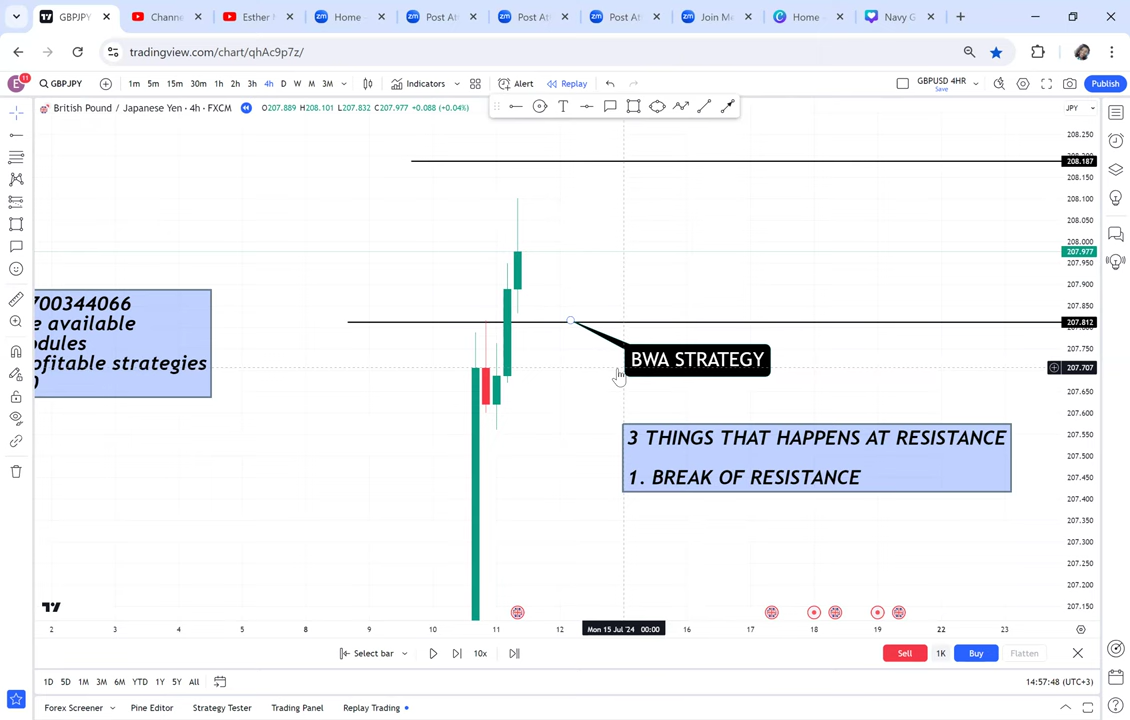 GBPJPY
Channe
Esther M
Home -
Post At
Post At
Post At
Join Me
Home -
Navy G
tradingview.com/chart/qhAc9p7z/
E
11
GBPJPY
1m 5m 15m 30m 1h 2h 3h 4h D W M 3M
Indicators
Alert
Replay
GBPUSD 4HR
Save
Publish
British Pound / Japanese Yen · 4h · FXCM
O207.889 H208.101 L207.832 C207.977 +0.088 (+0.04%)
JPY
208.250
208.187
208.150
208.100
208.050
208.000
207.977
207.950
207.900
207.850
207.812
207.750
207.707
207.650
207.600
207.550
207.500
207.450
207.400
207.350
207.300
207.250
207.200
207.150
700344066
e available
dules
ofitable strategies
BWA STRATEGY
3 THINGS THAT HAPPENS AT RESISTANCE
1. BREAK OF RESISTANCE
2 3 4 5 8 9 10 11 12 Mon 15 Jul '24 00:00 16 17 18 19 22 23
Select bar
10x
Sell
1K
Buy
Flatten
1D 5D 1M 3M 6M YTD 1Y 5Y All
14:57:48 (UTC+3)
Forex Screener
Pine Editor
Strategy Tester
Trading Panel
Replay Trading